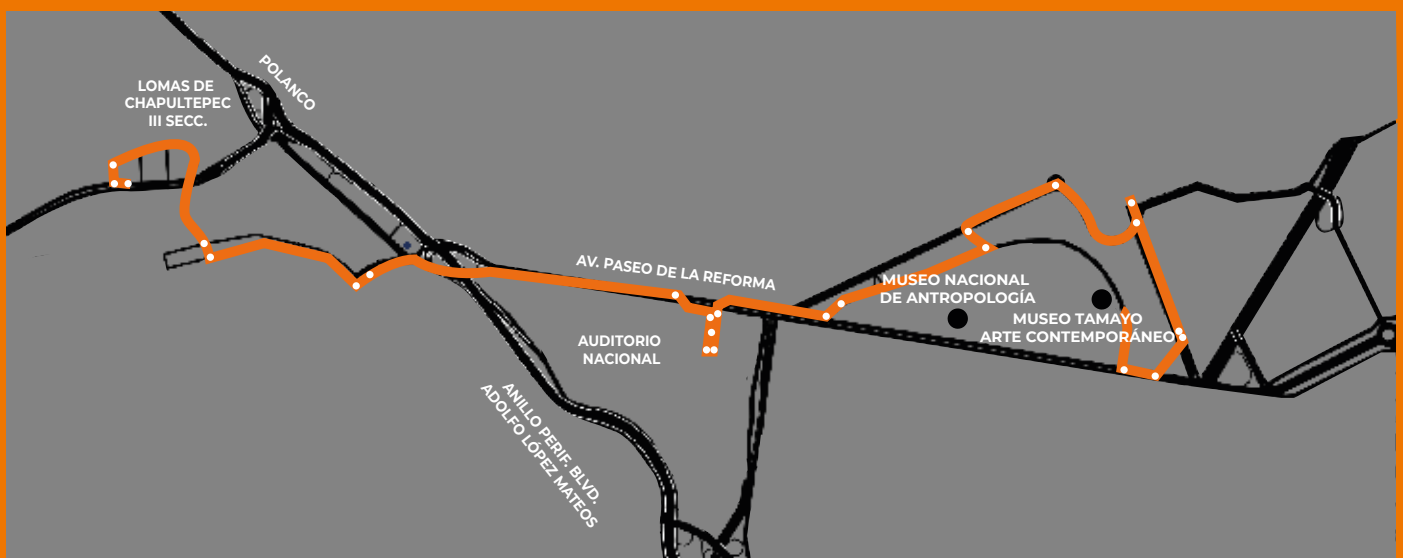 POLANCO
LOMAS DE
CHAPULTEPEC
III SECC.
AV. PASEO DE LA REFORMA
MUSEO NACIONAL
DE ANTROPOLOGÍA
MUSEO TAMAYO
ARTE CONTEMPORÁNEO
AUDITORIO
NACIONAL
ANILLO PERIF. BLVD.
ADOLFO LÓPEZ MATEOS